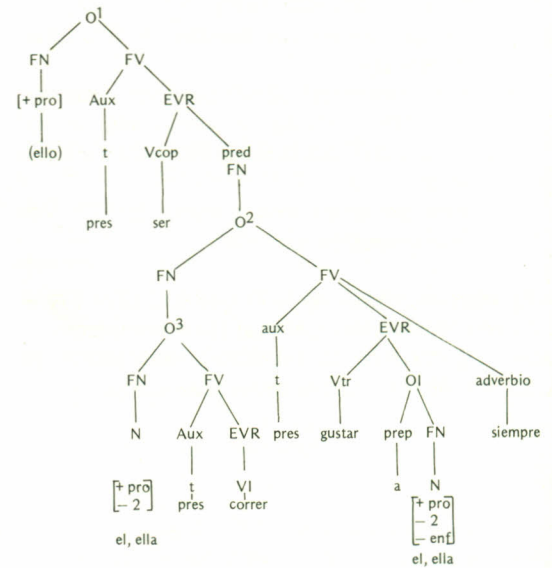 O1
FN FV
[+ pro] Aux EVR
(ello) t Vcop pred
FN
pres ser O2
FN FV
O3 aux EVR
FN FV t Vtr OI adverbio
N Aux EVR pres gustar prep FN siempre
t VI a N
[+ pro
− 2] pres correr [+ pro
− 2
− enf]
el, ella el, ella